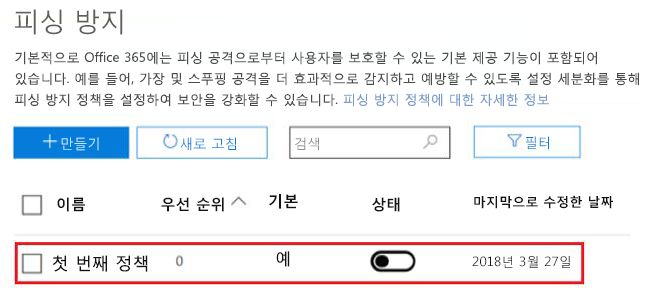 피싱 방지
기본적으로 Office 365에는 피싱 공격으로부터 사용자를 보호할 수 있는 기본 제공 기능이 포함되어
있습니다. 예를 들어, 가장 및 스푸핑 공격을 더 효과적으로 감지하고 예방할 수 있도록 설정 세분화를 통해
피싱 방지 정책을 설정하여 보안을 강화할 수 있습니다. 피싱 방지 정책에 대한 자세한 정보
+만들기 새로 고침 검색 필터
이름 우선 순위 기본 상태 마지막으로 수정한 날짜
첫 번째 정책 0 예 2018년 3월 27일